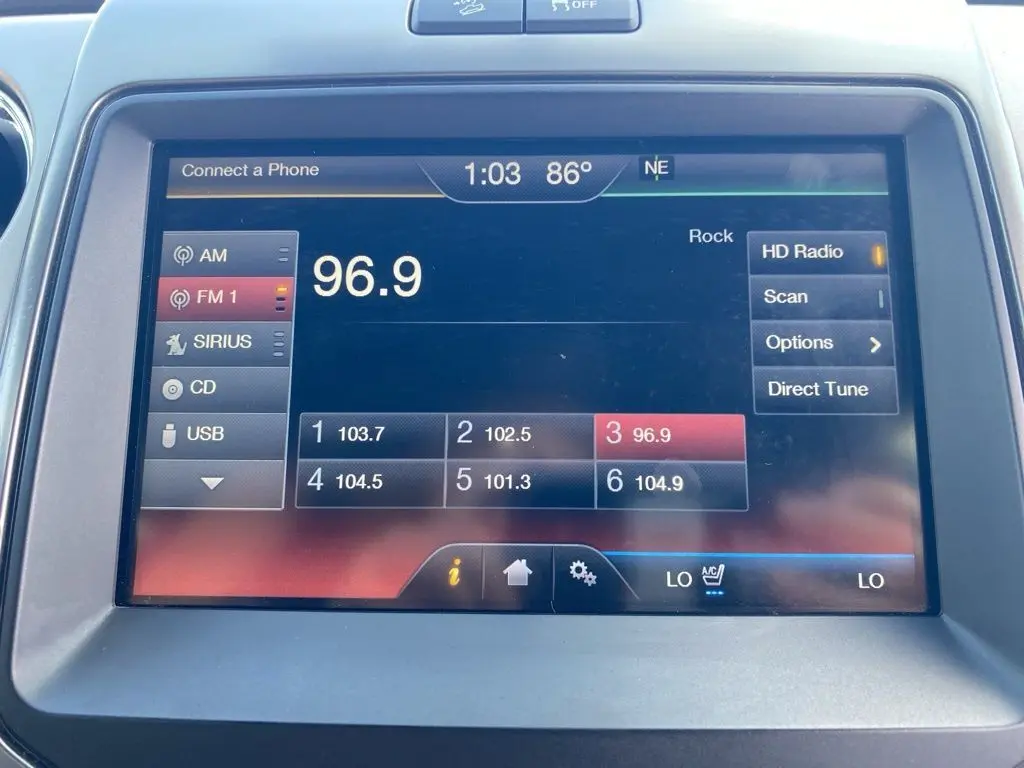 OFF
Connect a Phone 1:03 86° NE
AM
FM 1
SIRIUS
CD
USB
96.9
Rock
HD Radio
Scan
Options
Direct Tune
1 103.7 2 102.5 3 96.9
4 104.5 5 101.3 6 104.9
i LO A/C LO